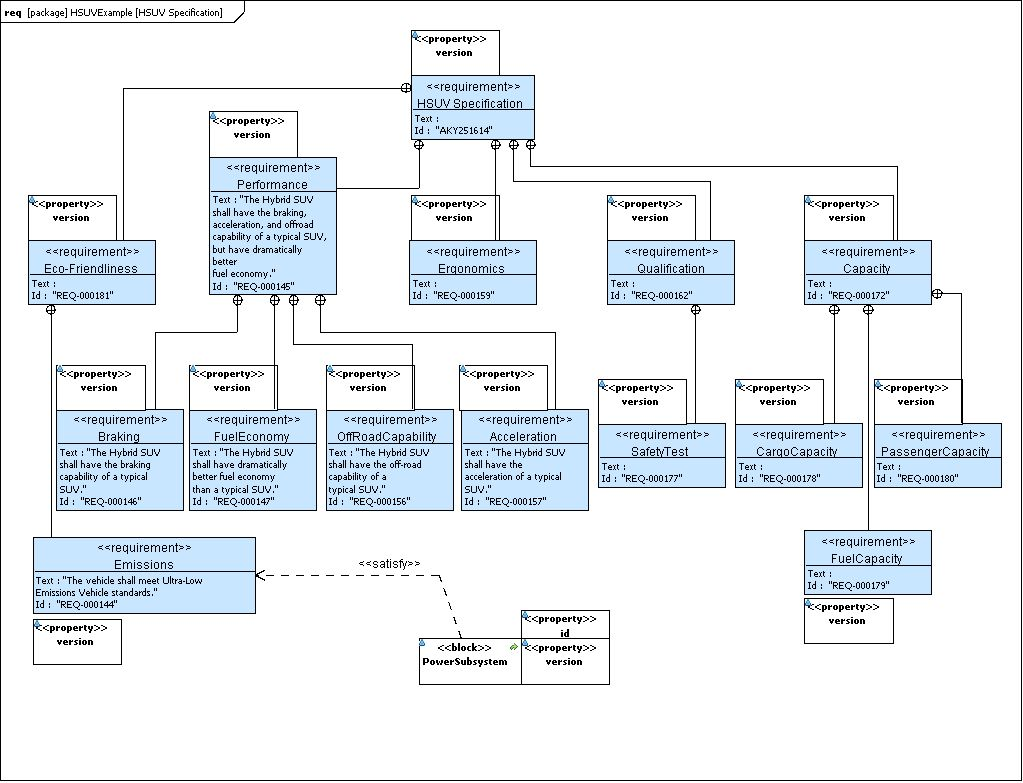 req [package] HSUVExample [HSUV Specification]
<<property>>
version
<<requirement>>
HSUV Specification
Text :
Id : "AKY251614"
<<property>>
version
<<requirement>>
Performance
Text : "The Hybrid SUV
shall have the braking,
acceleration, and offroad
capability of a typical SUV,
but have dramatically
better
fuel economy."
Id : "REQ-000145"
<<property>>
version
<<requirement>>
Eco-Friendliness
Text :
Id : "REQ-000181"
<<property>>
version
<<requirement>>
Ergonomics
Text :
Id : "REQ-000159"
<<property>>
version
<<requirement>>
Qualification
Text :
Id : "REQ-000162"
<<property>>
version
<<requirement>>
Capacity
Text :
Id : "REQ-000172"
<<property>>
version
<<requirement>>
Braking
Text : "The Hybrid SUV
shall have the braking
capability of a typical
SUV."
Id : "REQ-000146"
<<property>>
version
<<requirement>>
FuelEconomy
Text : "The Hybrid SUV
shall have dramatically
better fuel economy
than a typical SUV."
Id : "REQ-000147"
<<property>>
version
<<requirement>>
OffRoadCapability
Text : "The Hybrid SUV
shall have the off-road
capability of a
typical SUV."
Id : "REQ-000156"
<<property>>
version
<<requirement>>
Acceleration
Text : "The Hybrid SUV
shall have the
acceleration of a typical
SUV."
Id : "REQ-000157"
<<property>>
version
<<requirement>>
SafetyTest
Text :
Id : "REQ-000177"
<<property>>
version
<<requirement>>
CargoCapacity
Text :
Id : "REQ-000178"
<<property>>
version
<<requirement>>
PassengerCapacity
Text :
Id : "REQ-000180"
<<requirement>>
Emissions
Text : "The vehicle shall meet Ultra-Low
Emissions Vehicle standards."
Id : "REQ-000144"
<<property>>
version
<<satisfy>>
<<requirement>>
FuelCapacity
Text :
Id : "REQ-000179"
<<property>>
version
<<property>>
id
<<block>>
PowerSubsystem
<<property>>
version